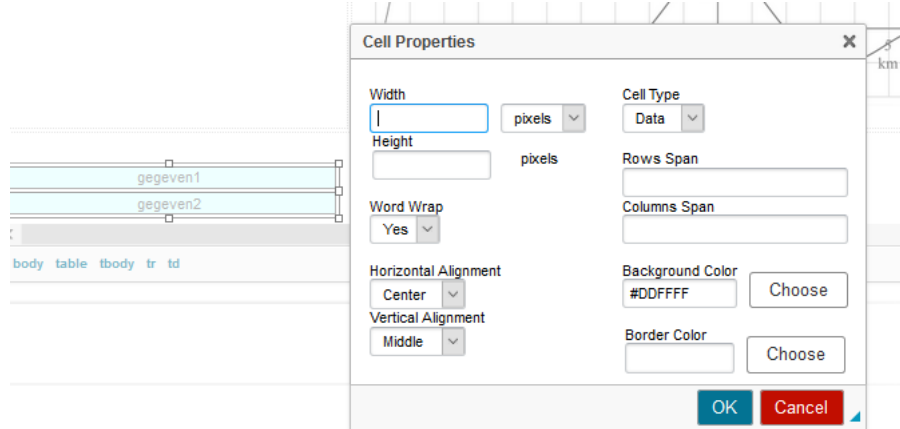 5
km
Cell Properties
Width
pixels
Cell Type
Data
Height
pixels
Rows Span
Columns Span
Word Wrap
Yes
Horizontal Alignment
Center
Background Color
#DDFFFF
Choose
Vertical Alignment
Middle
Border Color
Choose
OK
Cancel
gegeven1
gegeven2
body table tbody tr td